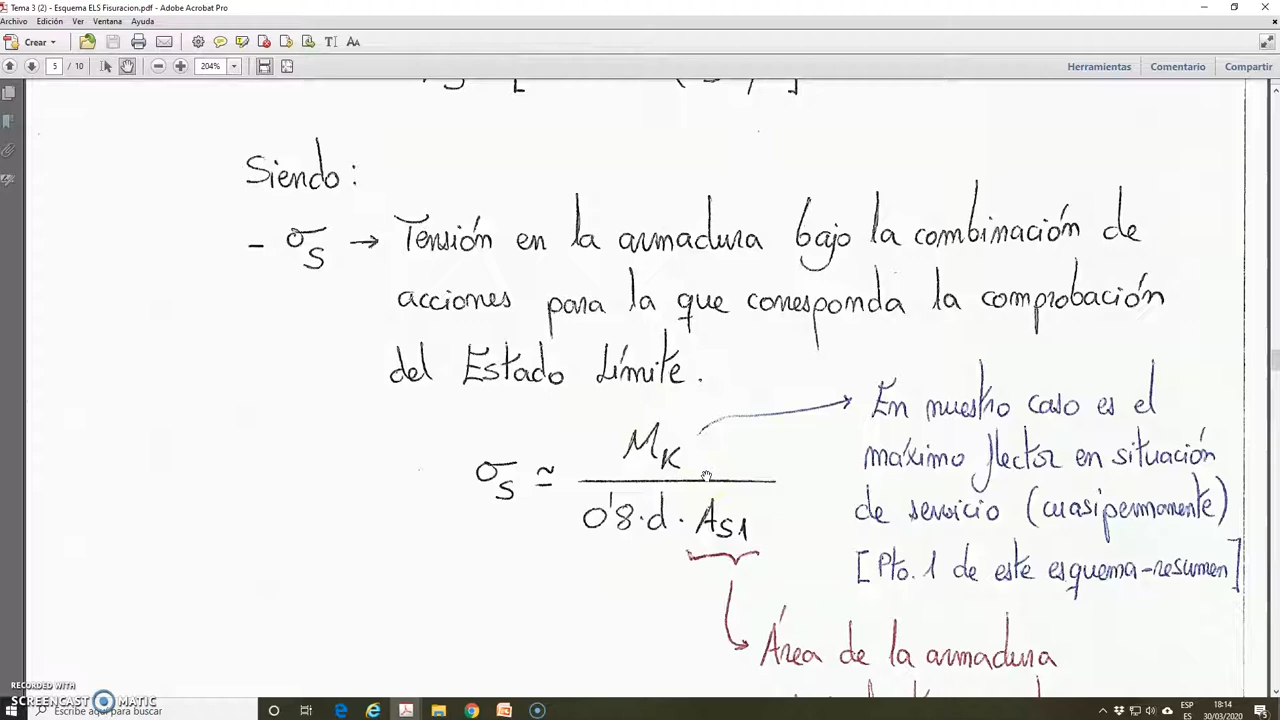 Tema 3 (2) - Esquema ELS Fisuracion.pdf - Adobe Acrobat Pro
Archivo Edición Ver Ventana Ayuda
Crear
5 / 10 204% Herramientas Comentario Compartir
Siendo:
- σs → Tensión en la armadura bajo la combinación de
acciones para la que corresponda la comprobación
del Estado Límite.
σs ≃ Mk / 0'8·d·As1
En nuestro caso es el
máximo flector en situación
de servicio (cuasipermanente)
[Pto. 1 de este esquema-resumen]
Área de la armadura
RECORDED WITH
SCREENCAST MATIC
Escribe aquí para buscar
ESP
18:14
ES
30/03/2020